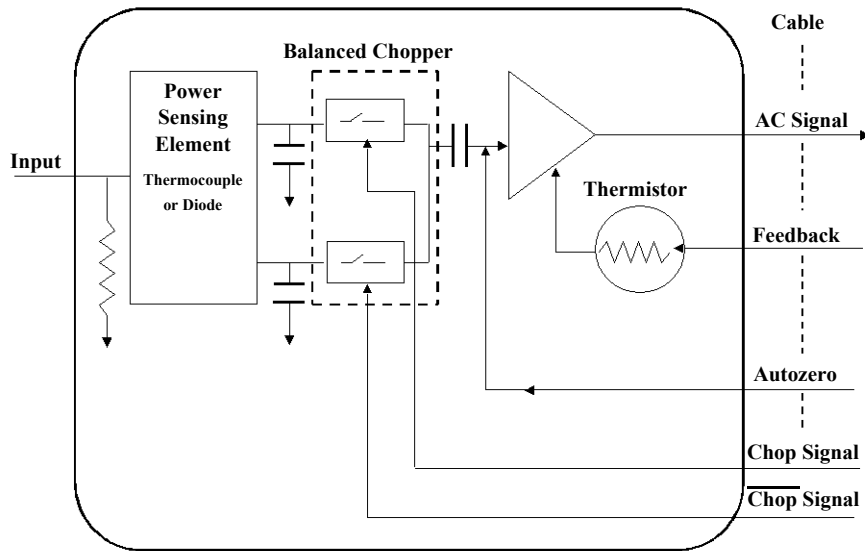 Cable
Balanced Chopper
Power
Sensing
Element
Thermocouple
or Diode
Input
AC Signal
Thermistor
Feedback
Autozero
Chop Signal
Chop Signal